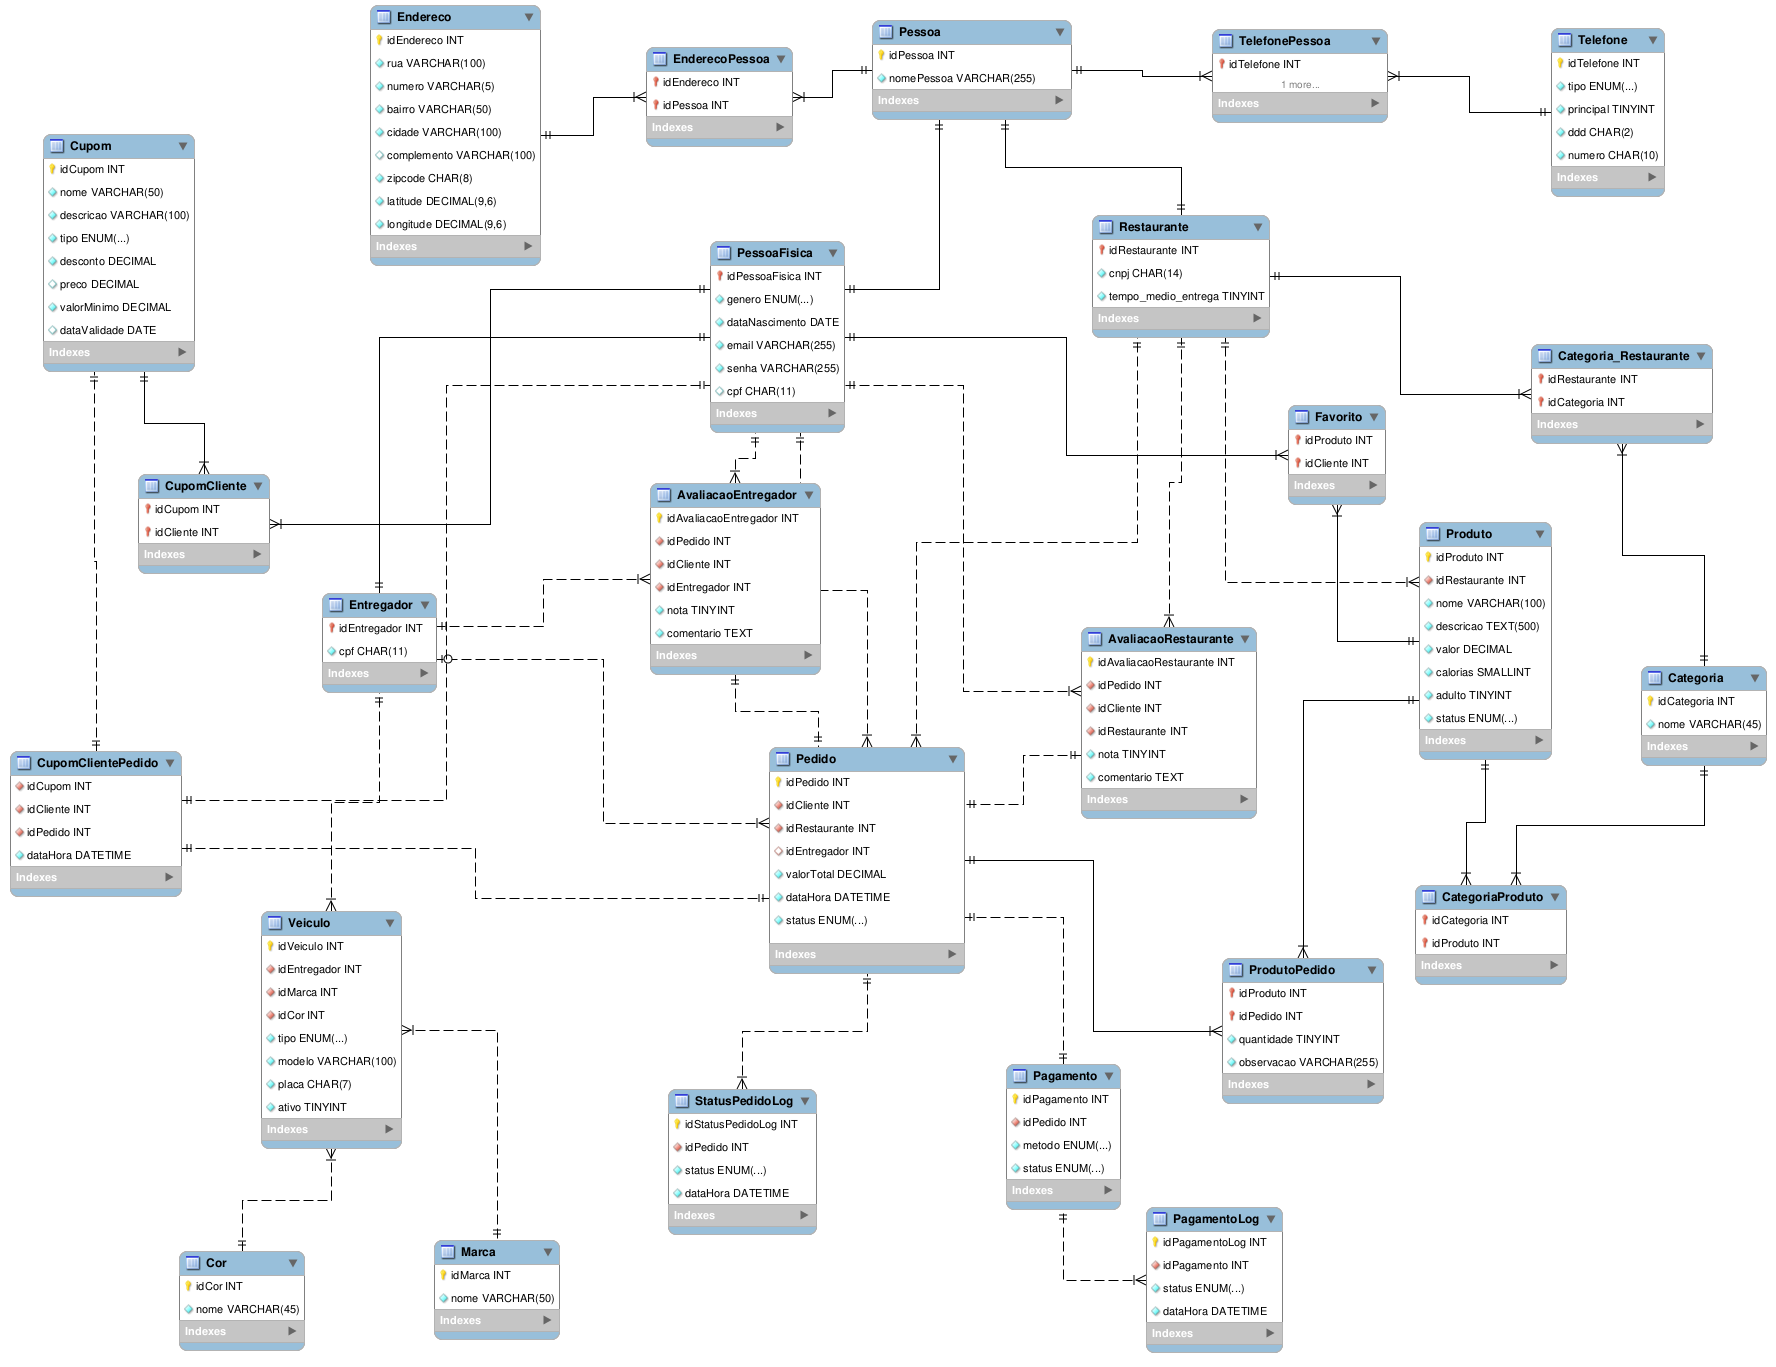 Endereco
idEndereco INT
rua VARCHAR(100)
numero VARCHAR(5)
bairro VARCHAR(50)
cidade VARCHAR(100)
complemento VARCHAR(100)
zipcode CHAR(8)
latitude DECIMAL(9,6)
longitude DECIMAL(9,6)
Indexes
EnderecoPessoa
idEndereco INT
idPessoa INT
Indexes
Pessoa
idPessoa INT
nomePessoa VARCHAR(255)
Indexes
TelefonePessoa
idTelefone INT
1 more...
Indexes
Telefone
idTelefone INT
tipo ENUM(...)
principal TINYINT
ddd CHAR(2)
numero CHAR(10)
Indexes
Cupom
idCupom INT
nome VARCHAR(50)
descricao VARCHAR(100)
tipo ENUM(...)
desconto DECIMAL
preco DECIMAL
valorMinimo DECIMAL
dataValidade DATE
Indexes
PessoaFisica
idPessoaFisica INT
genero ENUM(...)
dataNascimento DATE
email VARCHAR(255)
senha VARCHAR(255)
cpf CHAR(11)
Indexes
Restaurante
idRestaurante INT
cnpj CHAR(14)
tempo_medio_entrega TINYINT
Indexes
Categoria_Restaurante
idRestaurante INT
idCategoria INT
Indexes
Favorito
idProduto INT
idCliente INT
Indexes
CupomCliente
idCupom INT
idCliente INT
Indexes
AvaliacaoEntregador
idAvaliacaoEntregador INT
idPedido INT
idCliente INT
idEntregador INT
nota TINYINT
comentario TEXT
Indexes
Produto
idProduto INT
idRestaurante INT
nome VARCHAR(100)
descricao TEXT(500)
valor DECIMAL
calorias SMALLINT
adulto TINYINT
status ENUM(...)
Indexes
Entregador
idEntregador INT
cpf CHAR(11)
Indexes
AvaliacaoRestaurante
idAvaliacaoRestaurante INT
idPedido INT
idCliente INT
idRestaurante INT
nota TINYINT
comentario TEXT
Indexes
Categoria
idCategoria INT
nome VARCHAR(45)
Indexes
CupomClientePedido
idCupom INT
idCliente INT
idPedido INT
dataHora DATETIME
Indexes
Pedido
idPedido INT
idCliente INT
idRestaurante INT
idEntregador INT
valorTotal DECIMAL
dataHora DATETIME
status ENUM(...)
Indexes
CategoriaProduto
idCategoria INT
idProduto INT
Indexes
Veiculo
idVeiculo INT
idEntregador INT
idMarca INT
idCor INT
tipo ENUM(...)
modelo VARCHAR(100)
placa CHAR(7)
ativo TINYINT
Indexes
ProdutoPedido
idProduto INT
idPedido INT
quantidade TINYINT
observacao VARCHAR(255)
Indexes
StatusPedidoLog
idStatusPedidoLog INT
idPedido INT
status ENUM(...)
dataHora DATETIME
Indexes
Pagamento
idPagamento INT
idPedido INT
metodo ENUM(...)
status ENUM(...)
Indexes
PagamentoLog
idPagamentoLog INT
idPagamento INT
status ENUM(...)
dataHora DATETIME
Indexes
Cor
idCor INT
nome VARCHAR(45)
Indexes
Marca
idMarca INT
nome VARCHAR(50)
Indexes